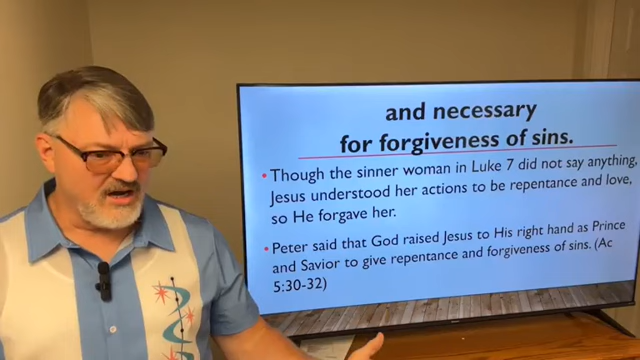 and necessary
for forgiveness of sins.
• Though the sinner woman in Luke 7 did not say anything,
Jesus understood her actions to be repentance and love,
so He forgave her.
• Peter said that God raised Jesus to His right hand as Prince
and Savior to give repentance and forgiveness of sins. (Ac
5:30-32)